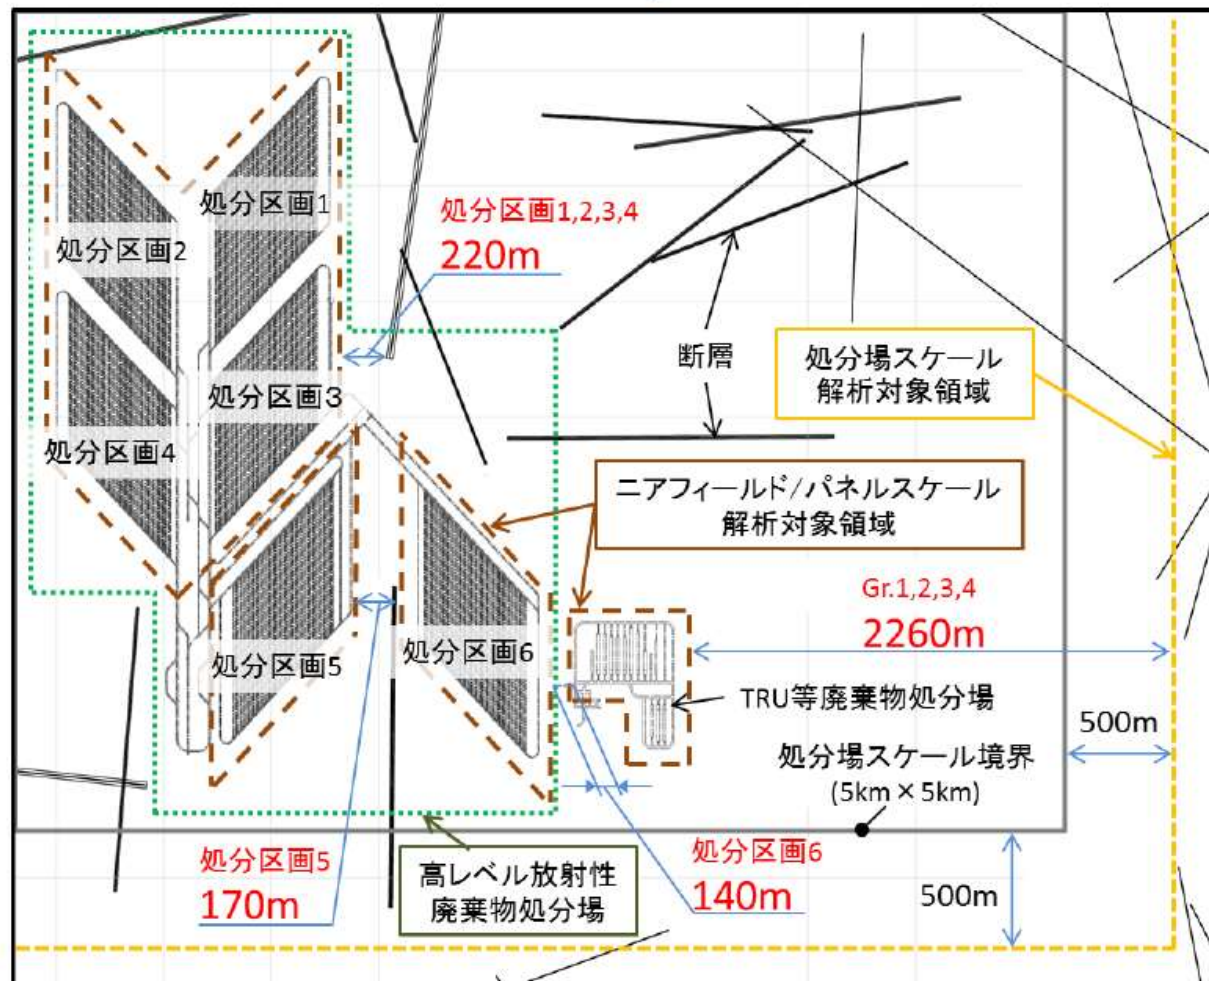 処分区画1
処分区画2
処分区画1,2,3,4
220m
断層
処分場スケール
解析対象領域
処分区画3
処分区画4
ニアフィールド/パネルスケール
解析対象領域
Gr.1,2,3,4
2260m
処分区画5
処分区画6
TRU等廃棄物処分場
500m
処分場スケール境界
(5km×5km)
処分区画5
170m
高レベル放射性
廃棄物処分場
処分区画6
140m
500m